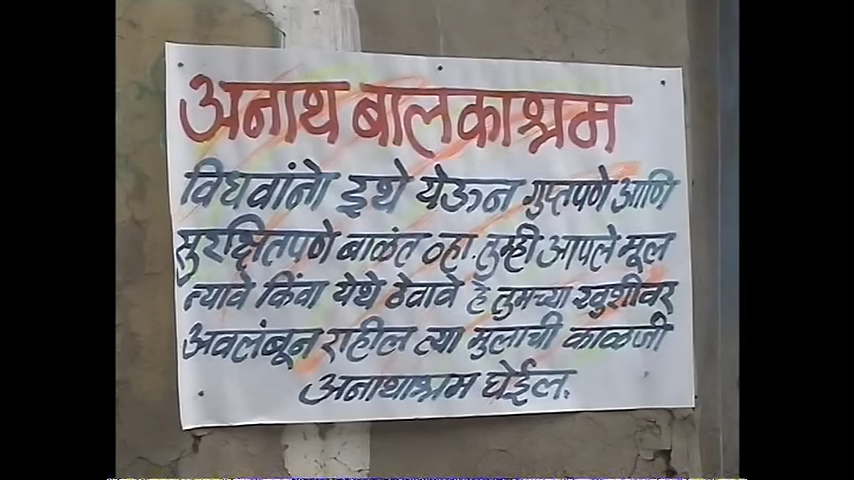 अनाथ बालकाश्रम
विधवांनो इथे येऊन गुप्तपणे आणि
सुरक्षितपणे बाळंत व्हा. तुम्ही आपले मूल
न्यावे किंवा येथे ठेवावे हे तुमच्या खुशीवर
अवलंबून राहील त्या मुलाची काळजी
अनाथाश्रम घेईल.